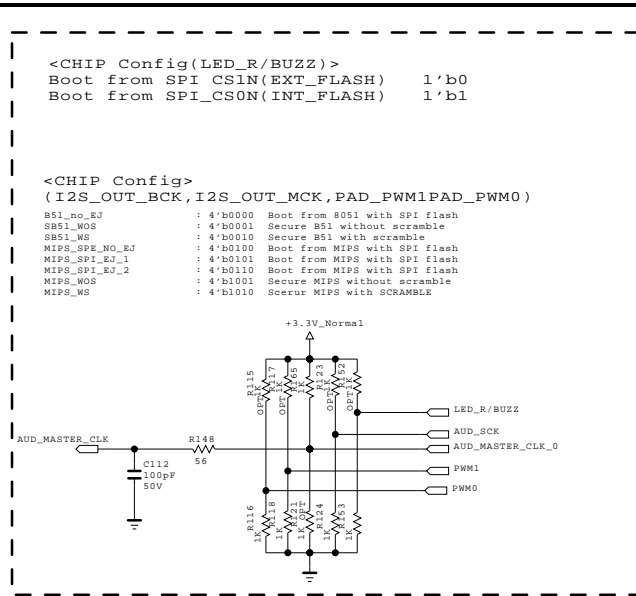 <CHIP Config(LED_R/BUZZ)>
Boot from SPI CS1N(EXT_FLASH) 1'b0
Boot from SPI_CS0N(INT_FLASH) 1'b1
<CHIP Config>
(I2S_OUT_BCK,I2S_OUT_MCK,PAD_PWM1PAD_PWM0)
B51_no_EJ : 4'b0000 Boot from 8051 with SPI flash
SB51_WOS : 4'b0001 Secure B51 without scramble
SB51_WS : 4'b0010 Secure B51 with scramble
MIPS_SPE_NO_EJ : 4'b0100 Boot from MIPS with SPI flash
MIPS_SPI_EJ_1 : 4'b0101 Boot from MIPS with SPI flash
MIPS_SPI_EJ_2 : 4'b0110 Boot from MIPS with SPI flash
MIPS_WOS : 4'b1001 Secure MIPS without scramble
MIPS_WS : 4'b1010 Scerur MIPS with SCRAMBLE
+3.3V_Normal
R115 1K OPT
R117 1K OPT
R165 1K
R123 1K OPT
R152 1K
LED_R/BUZZ
AUD_SCK
AUD_MASTER_CLK_0
PWM1
PWM0
AUD_MASTER_CLK
R148
56
C112
100pF
50V
R116 1K
R118 1K
R121 1K OPT
R124 1K
R153 1K